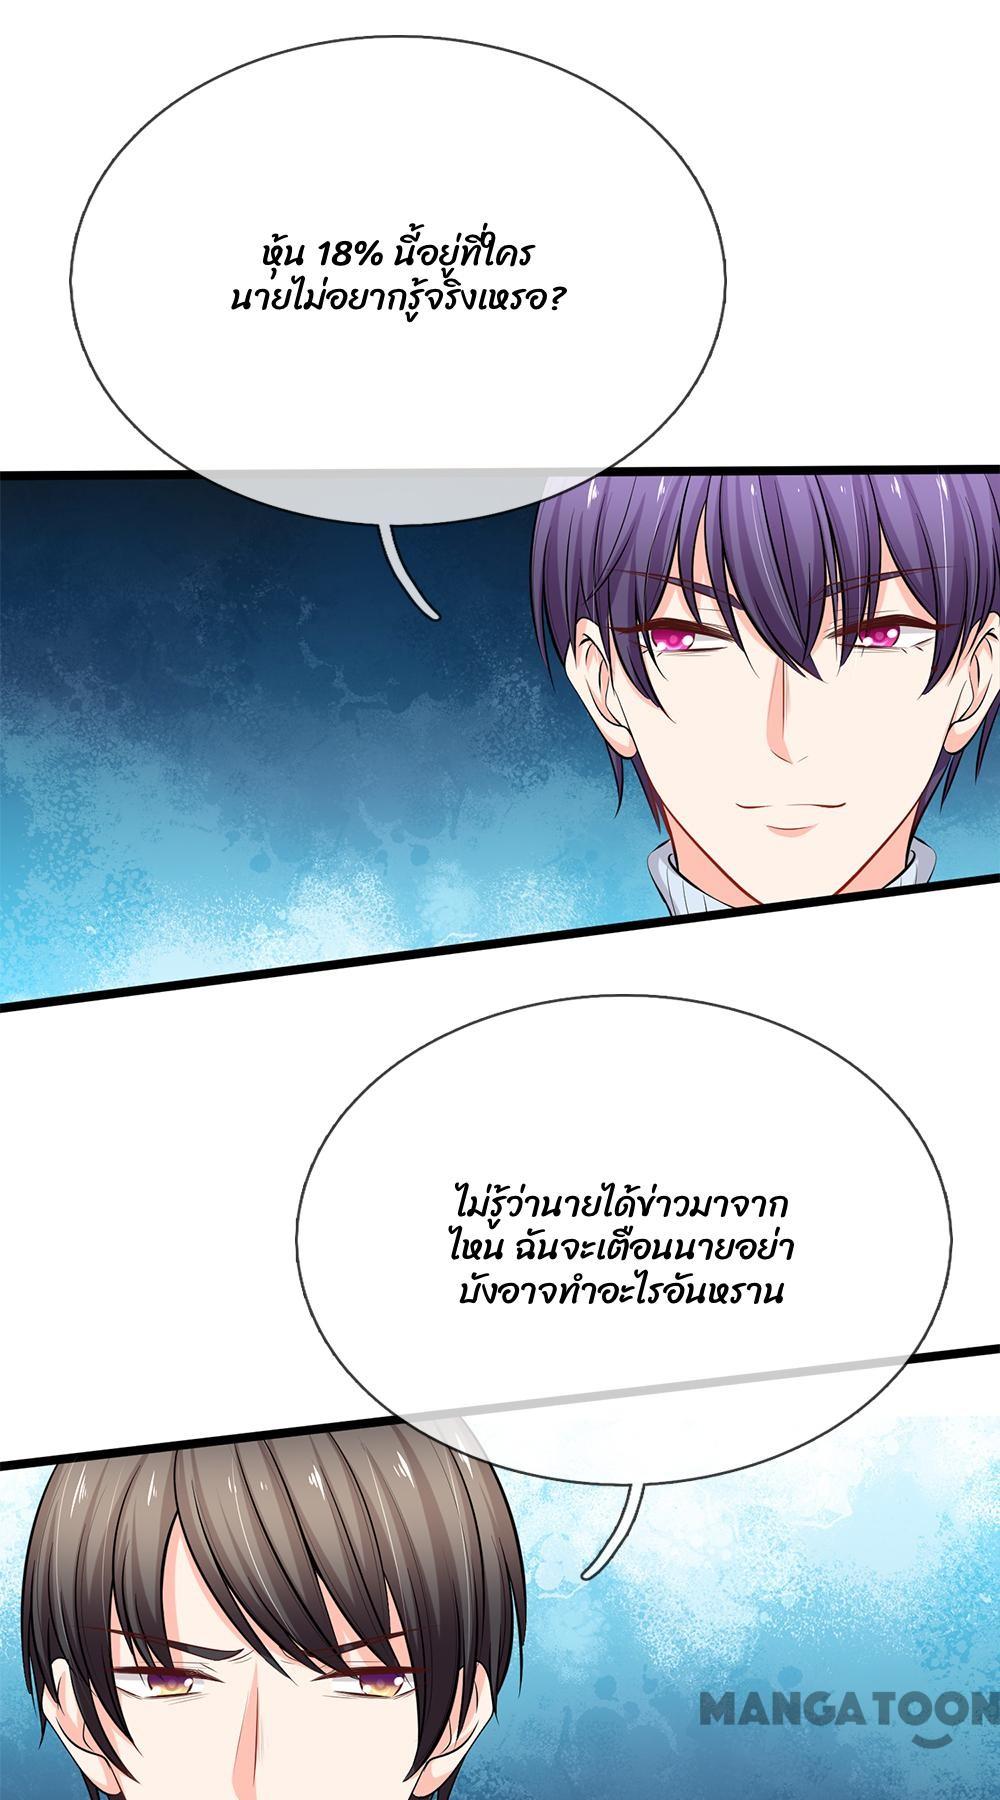 หุ้น 18% นี้อยู่ที่ใคร
นายไม่อยากรู้จริงเหรอ?
ไม่รู้ว่านายได้ข่าวมาจาก
ไหน ฉันจะเตือนนายอย่า
บังอาจทำอะไรอันหราน
MANGA TOON